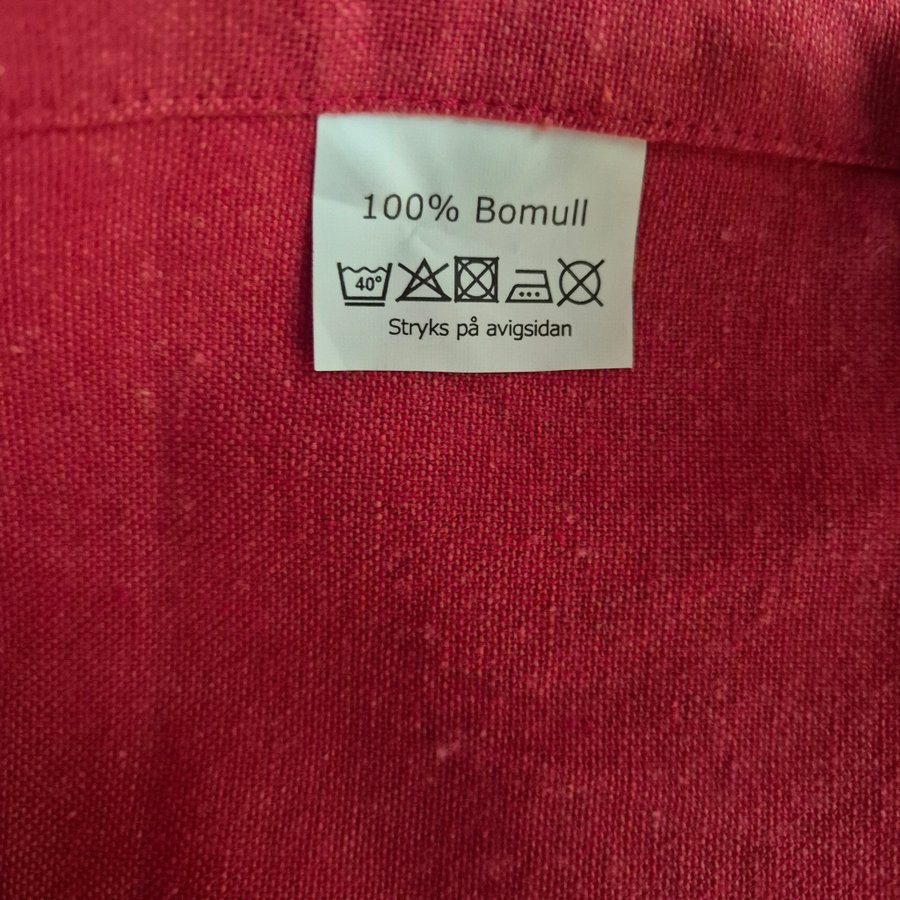 100% Bomull
40°
Stryks på avigsidan